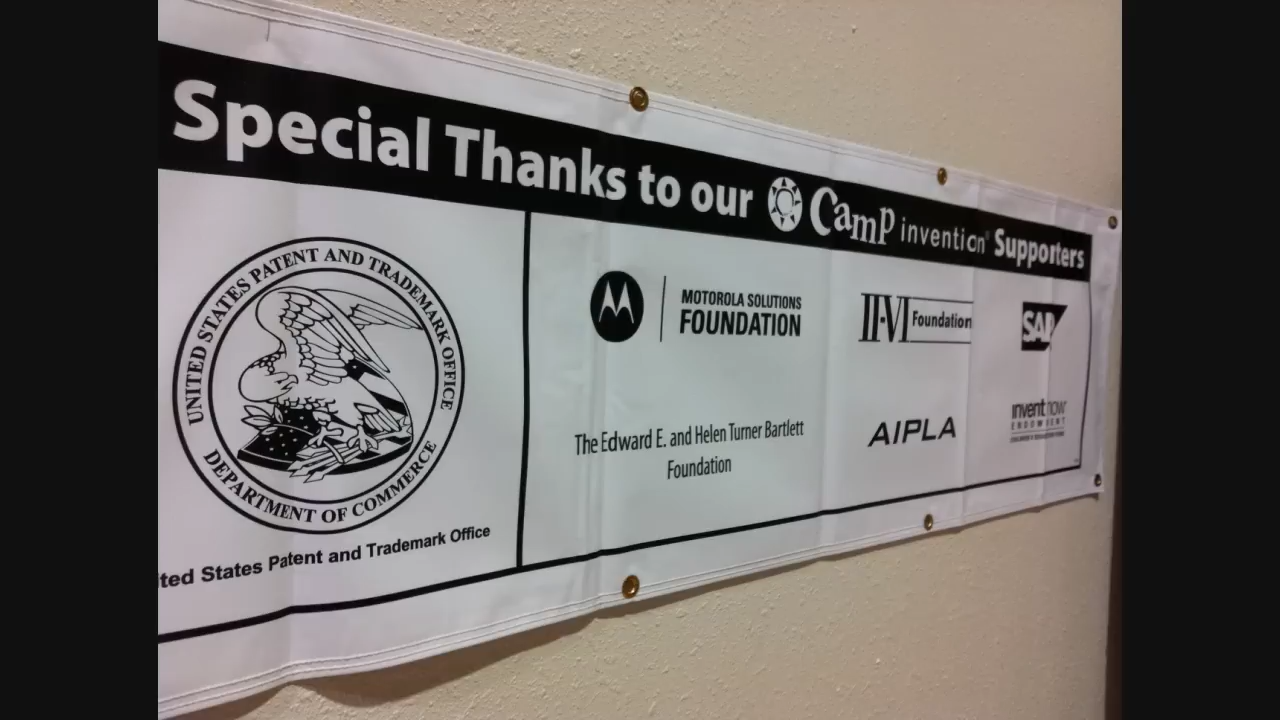 Special Thanks to our Camp invention® Supporters
UNITED STATES PATENT AND TRADEMARK OFFICE
DEPARTMENT OF COMMERCE
ted States Patent and Trademark Office
MOTOROLA SOLUTIONS
FOUNDATION
The Edward E. and Helen Turner Bartlett
Foundation
II-VI Foundation
AIPLA
SAP
invent now
ENDOWMENT